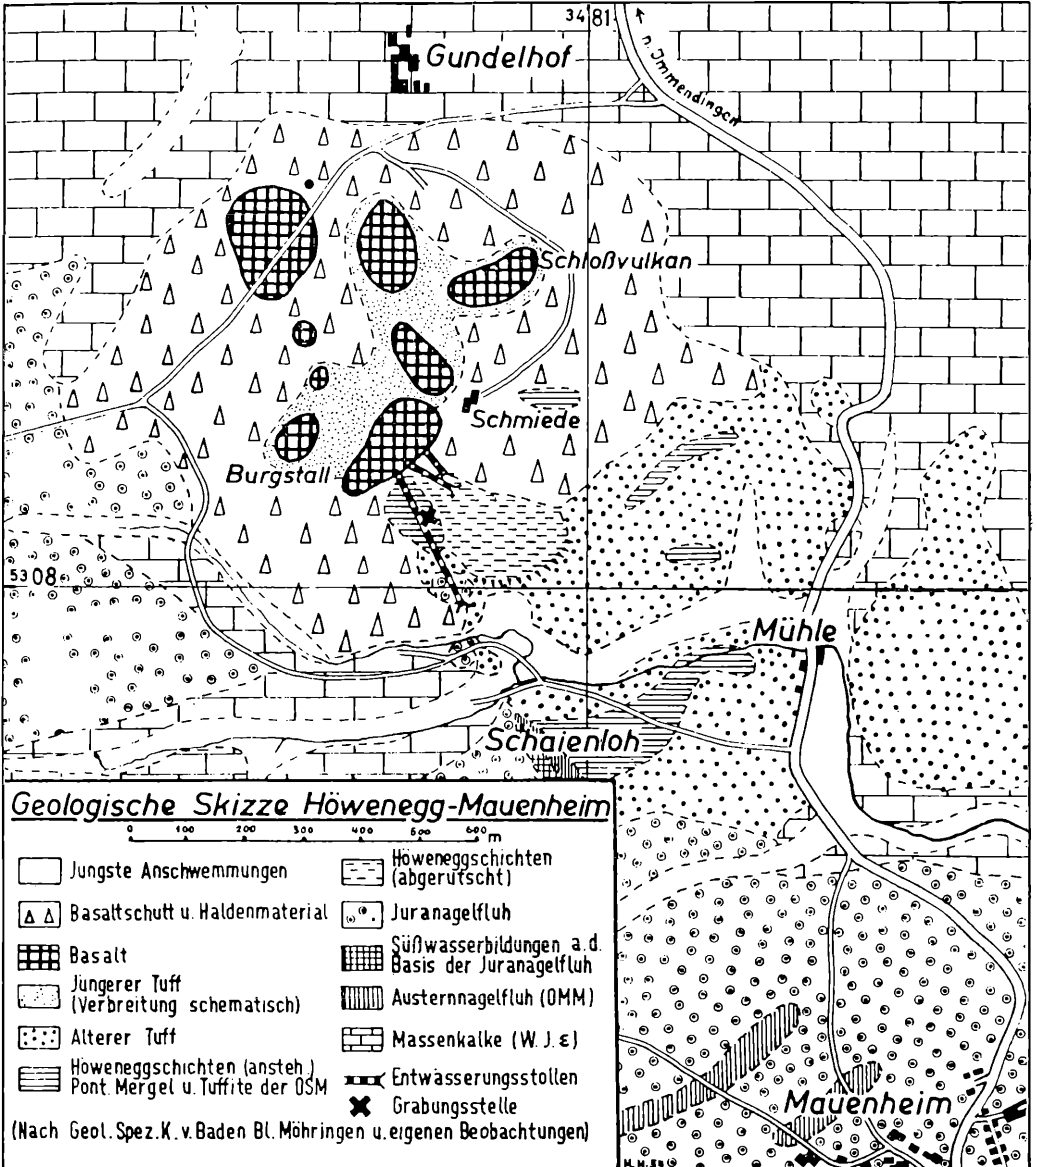 3481
n. Immendingen
Gundelhof
Schloßvulkan
Schmiede
Burgstall
5308
Mühle
Schaienloh
Geologische Skizze Höwenegg-Mauenheim
0 100 200 300 400 500 600 m
Jüngste Anschwemmungen
Basaltschutt u. Haldenmaterial
Basalt
Jüngerer Tuff
(Verbreitung schematisch)
Älterer Tuff
Höweneggschichten (ansteh.)
Pont. Mergel u. Tuffite der OSM
Höweneggschichten
(abgerutscht)
Juranagelfluh
Süßwasserbildungen a.d.
Basis der Juranagelfluh
Austernnagelfluh (OMM)
Massenkalke (W. J. ε)
Entwässerungsstollen
Grabungsstelle
(Nach Geol. Spez. K. v. Baden Bl. Möhringen u. eigenen Beobachtungen)
Mauenheim